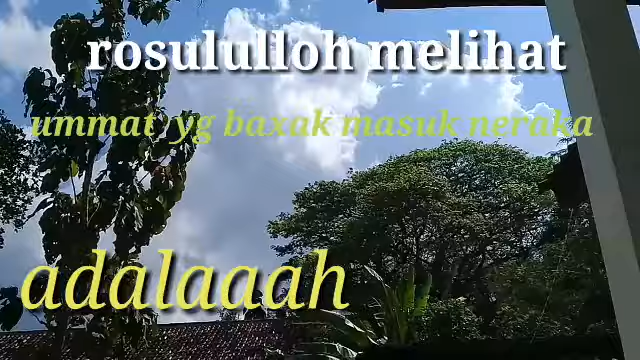 rosululloh melihat
ummat yg baxak masuk neraka
adalaaah